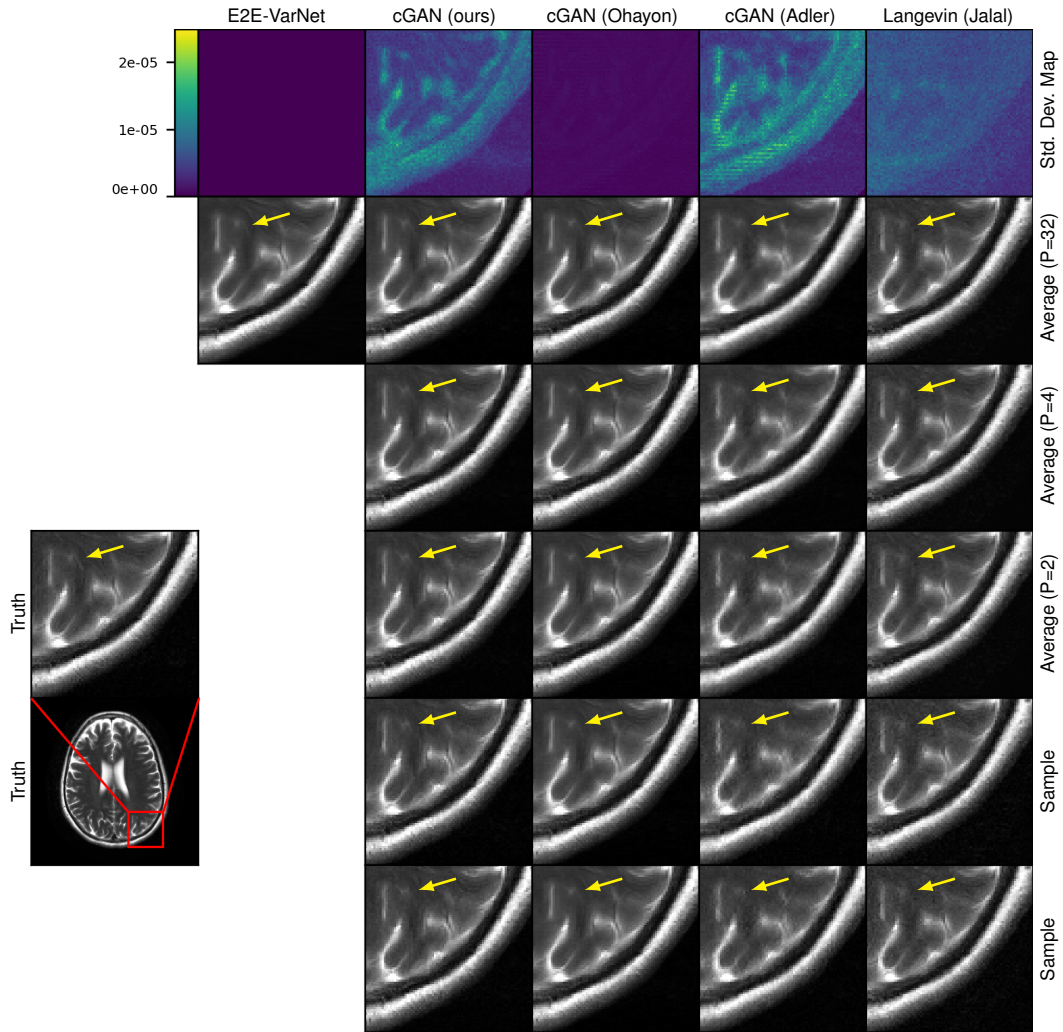 E2E-VarNet
cGAN (ours)
cGAN (Ohayon)
cGAN (Adler)
Langevin (Jalal)
2e-05
1e-05
0e+00
Std. Dev. Map
Average (P=32)
Average (P=4)
Truth
Average (P=2)
Truth
Sample
Sample